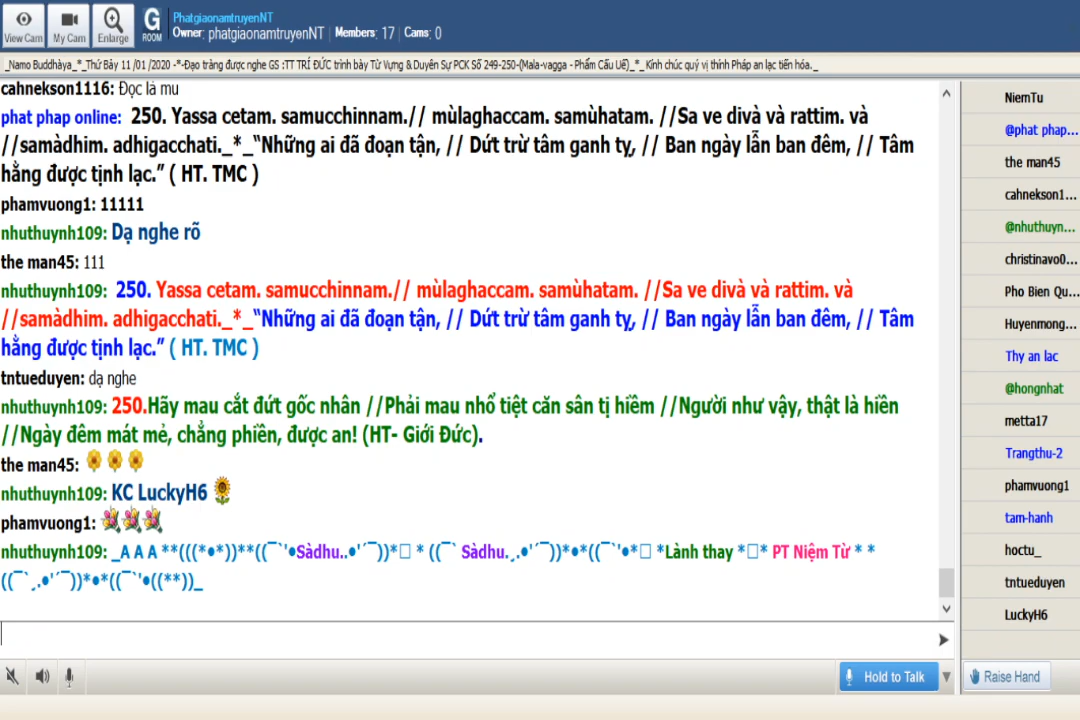 View Cam
My Cam
Enlarge
G
ROOM
PhatgiaonamtruyenNT
Owner: phatgiaonamtruyenNT | Members: 17 | Cams: 0
_Namo Buddhàya_*_Thứ Bảy 11 /01 /2020 -*-Đạo tràng được nghe GS :TT TRÍ ĐỨC trình bày Từ Vựng & Duyên Sự PCK Số 249-250-(Mala-vagga - Phẩm Cấu Uế)_*_ Kính chúc quý vị thính Pháp an lạc tiến hóa._
cahnekson1116: Đọc là mu
phat phap online: 250. Yassa cetam. samucchinnam.// mùlaghaccam. samùhatam. //Sa ve divà và rattim. và
//samàdhim. adhigacchati._*_“Những ai đã đoạn tận, // Dứt trừ tâm ganh tỵ, // Ban ngày lẫn ban đêm, // Tâm
hằng được tịnh lạc.” ( HT. TMC )
phamvuong1: 11111
nhuthuynh109: Dạ nghe rõ
the man45: 111
nhuthuynh109: 250. Yassa cetam. samucchinnam.// mùlaghaccam. samùhatam. //Sa ve divà và rattim. và
//samàdhim. adhigacchati._*_“Những ai đã đoạn tận, // Dứt trừ tâm ganh tỵ, // Ban ngày lẫn ban đêm, // Tâm
hằng được tịnh lạc.” ( HT. TMC )
tntueduyen: dạ nghe
nhuthuynh109: 250.Hãy mau cắt đứt gốc nhân //Phải mau nhổ tiệt căn sân tị hiềm //Người như vậy, thật là hiền
//Ngày đêm mát mẻ, chẳng phiền, được an! (HT- Giới Đức).
the man45:
nhuthuynh109: KC LuckyH6
phamvuong1:
nhuthuynh109: _A A A **(((*•*))**((¯`'•Sàdhu..•'´¯))*□ * ((¯` Sàdhu.¸.•'´¯))*•*((¯`'•*□ *Lành thay *□* PT Niệm Từ * *
((¯`¸.•'´¯))*•*((¯`'•((**))_
NiemTu
@phat phap...
the man45
cahnekson1...
@nhuthuyn...
christinavo0...
Pho Bien Qu...
Huyenmong...
Thy an lac
@hongnhat
metta17
Trangthu-2
phamvuong1
tam-hanh
hoctu_
tntueduyen
LuckyH6
Hold to Talk
Raise Hand